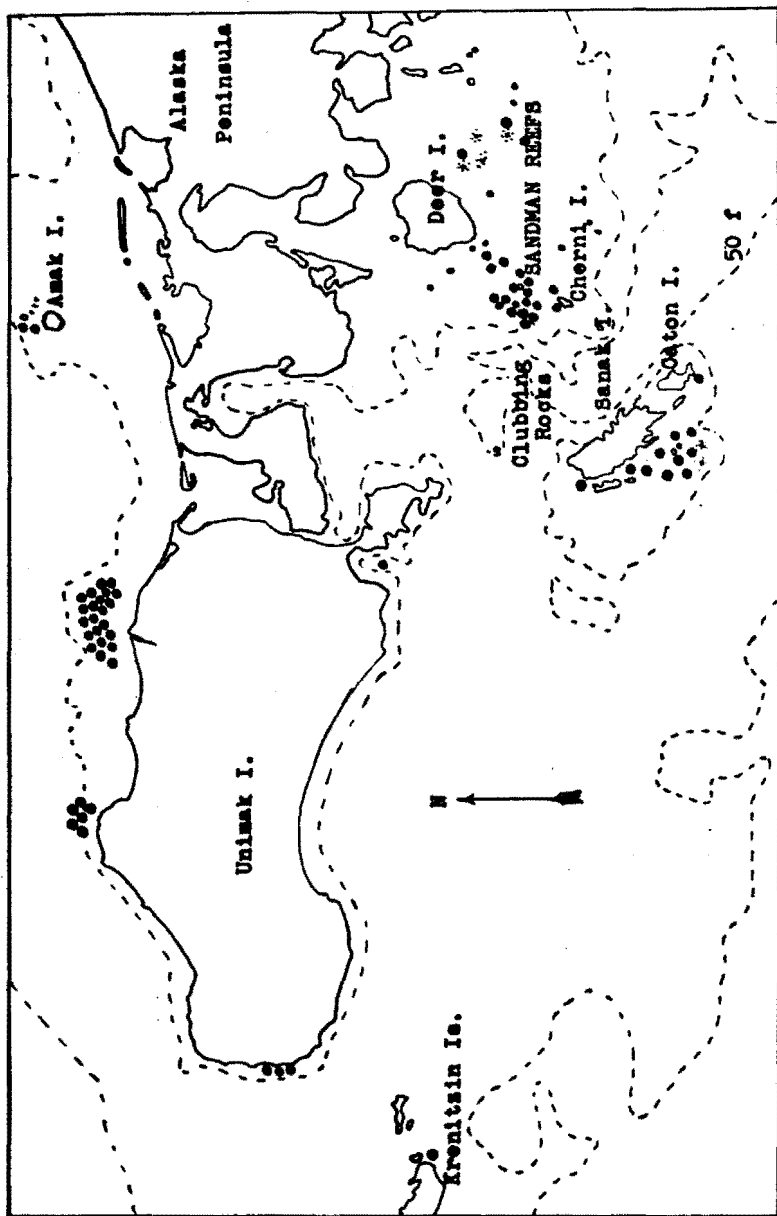 Amak I.
Alaska
Peninsula
Deer I.
SANDMAN REEFS
Cherni I.
Clubbing
Rocks
Sanak I.
Caton I.
50 f
Unimak I.
N
Krenitzin Is.